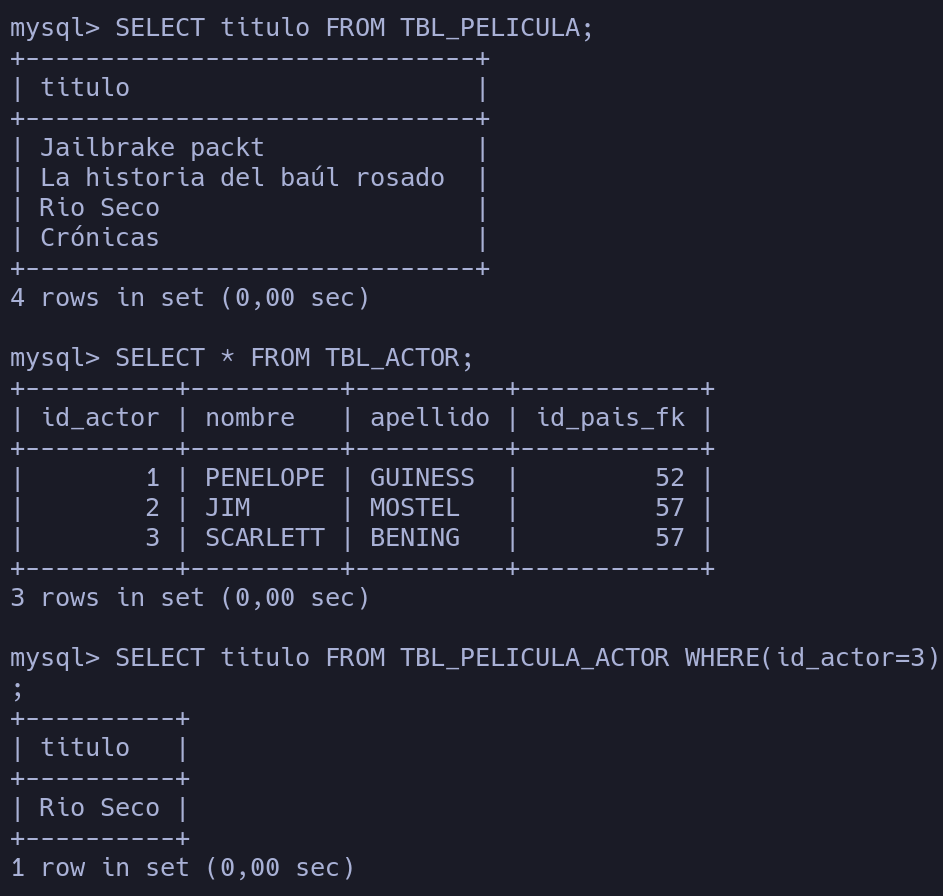 mysql> SELECT titulo FROM TBL_PELICULA;
+------------------------------+
| titulo                       |
+------------------------------+
| Jailbrake packt              |
| La historia del baúl rosado  |
| Rio Seco                     |
| Crónicas                     |
+------------------------------+
4 rows in set (0,00 sec)

mysql> SELECT * FROM TBL_ACTOR;
+----------+----------+----------+------------+
| id_actor | nombre   | apellido | id_pais_fk |
+----------+----------+----------+------------+
|        1 | PENELOPE | GUINESS  |         52 |
|        2 | JIM      | MOSTEL   |         57 |
|        3 | SCARLETT | BENING   |         57 |
+----------+----------+----------+------------+
3 rows in set (0,00 sec)

mysql> SELECT titulo FROM TBL_PELICULA_ACTOR WHERE(id_actor=3)
;
+----------+
| titulo   |
+----------+
| Rio Seco |
+----------+
1 row in set (0,00 sec)